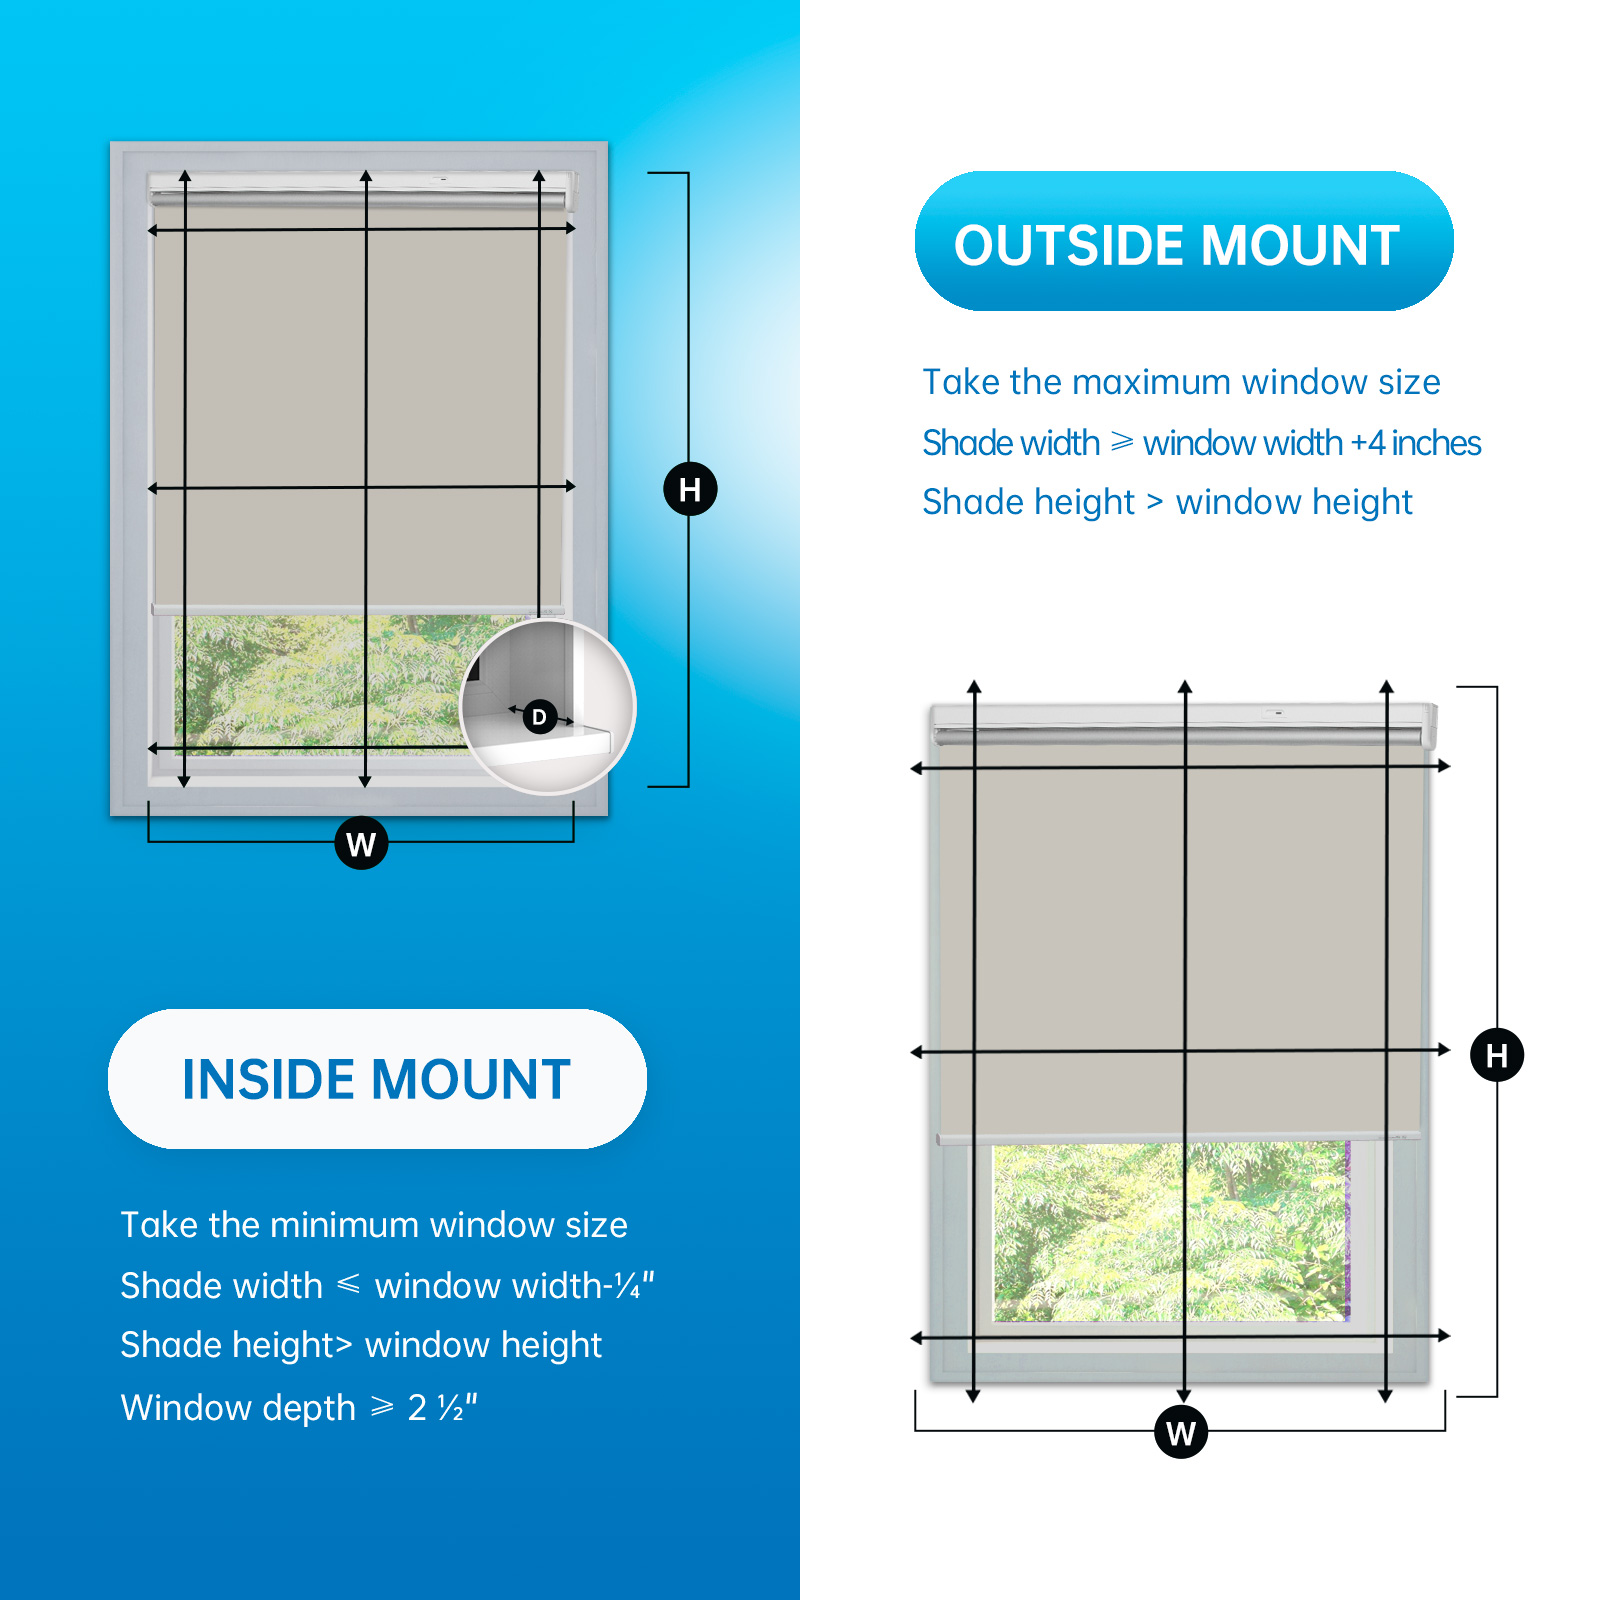 H
D
W
INSIDE MOUNT
Take the minimum window size
Shade width ⩽ window width-¼"
Shade height> window height
Window depth ⩾ 2 ½"
OUTSIDE MOUNT
Take the maximum window size
Shade width ⩾ window width +4 inches
Shade height > window height
H
W